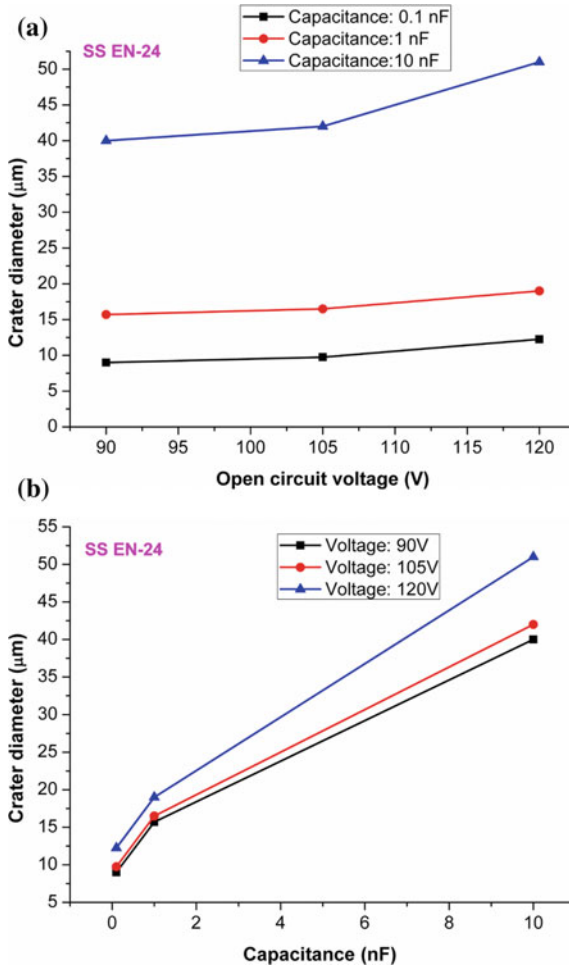 (a)
SS EN-24
Capacitance: 0.1 nF
Capacitance: 1 nF
Capacitance:10 nF
Crater diameter (μm)
50
45
40
35
30
25
20
15
10
5
0
90 95 100 105 110 115 120
Open circuit voltage (V)
(b)
SS EN-24
Voltage: 90V
Voltage: 105V
Voltage: 120V
Crater diameter (μm)
55
50
45
40
35
30
25
20
15
10
5
0 2 4 6 8 10
Capacitance (nF)